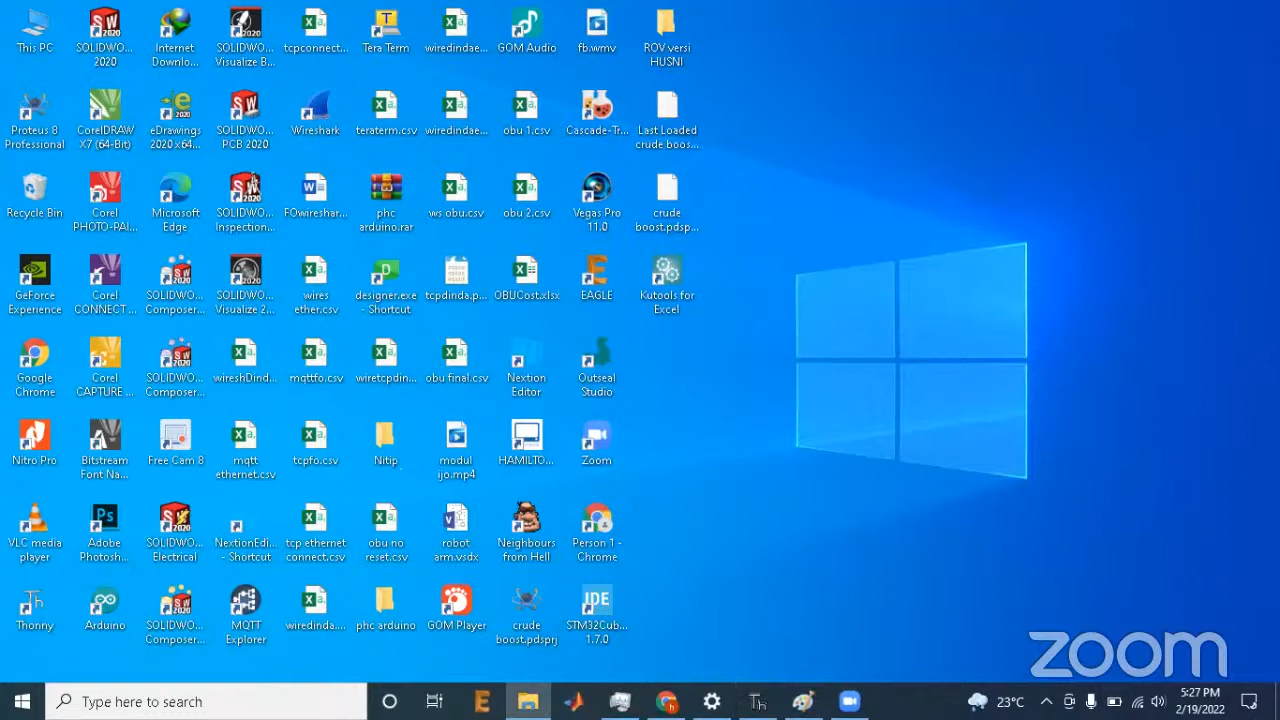 This PC
SOLIDWO...
2020
Internet
Downlo...
SOLIDWO...
Visualize B...
tcpconnect...
Tera Term
wiredindae...
GOM Audio
fb.wmv
ROV versi
HUSNI
Proteus 8
Professional
CorelDRAW
X7 (64-Bit)
eDrawings
2020 x64...
SOLIDWO...
PCB 2020
Wireshark
teraterm.csv
wiredindae...
obu 1.csv
Cascade-Tr...
Last Loaded
crude boos...
Recycle Bin
Corel
PHOTO-PAI...
Microsoft
Edge
SOLIDWO...
Inspection...
FOwireshar...
phc
arduino.rar
ws obu.csv
obu 2.csv
Vegas Pro
11.0
crude
boost.pdsp...
GeForce
Experience
Corel
CONNECT ...
SOLIDWO...
Composer...
SOLIDWO...
Visualize 2...
wires
ether.csv
designer.exe
- Shortcut
tcpdinda.p...
OBUCost.xlsx
EAGLE
Kutools for
Excel
Google
Chrome
Corel
CAPTURE ...
SOLIDWO...
Composer...
wireshDind...
mqttfo.csv
wiretcpdin...
obu final.csv
Nextion
Editor
Outseal
Studio
Nitro Pro
Bitstream
Font Na...
Free Cam 8
mqtt
ethernet.csv
tcpfo.csv
Nitip
modul
ijo.mp4
HAMILTO...
Zoom
VLC media
player
Adobe
Photosh...
SOLIDWO...
Electrical
NextionEdi...
- Shortcut
tcp ethernet
connect.csv
obu no
reset.csv
robot
arm.vsdx
Neighbours
from Hell
Person 1 -
Chrome
Thonny
Arduino
SOLIDWO...
Composer...
MQTT
Explorer
wiredinda....
phc arduino
GOM Player
crude
boost.pdsprj
STM32Cub...
1.7.0
zoom
Type here to search
23°C
5:27 PM
2/19/2022